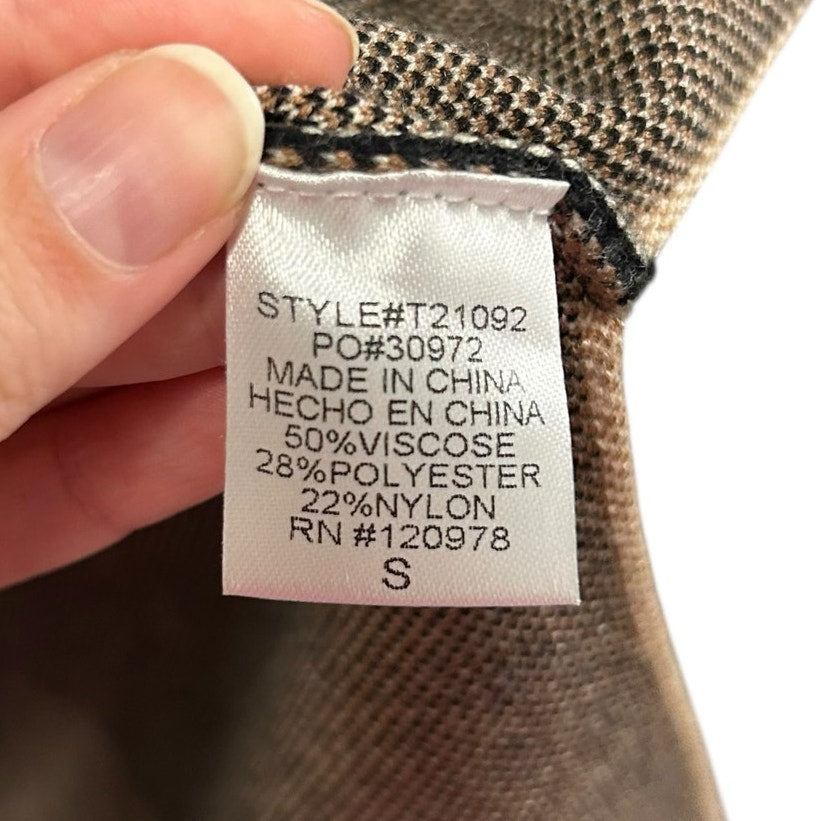 STYLE#T21092
PO#30972
MADE IN CHINA
HECHO EN CHINA
50%VISCOSE
28%POLYESTER
22%NYLON
RN #120978
S